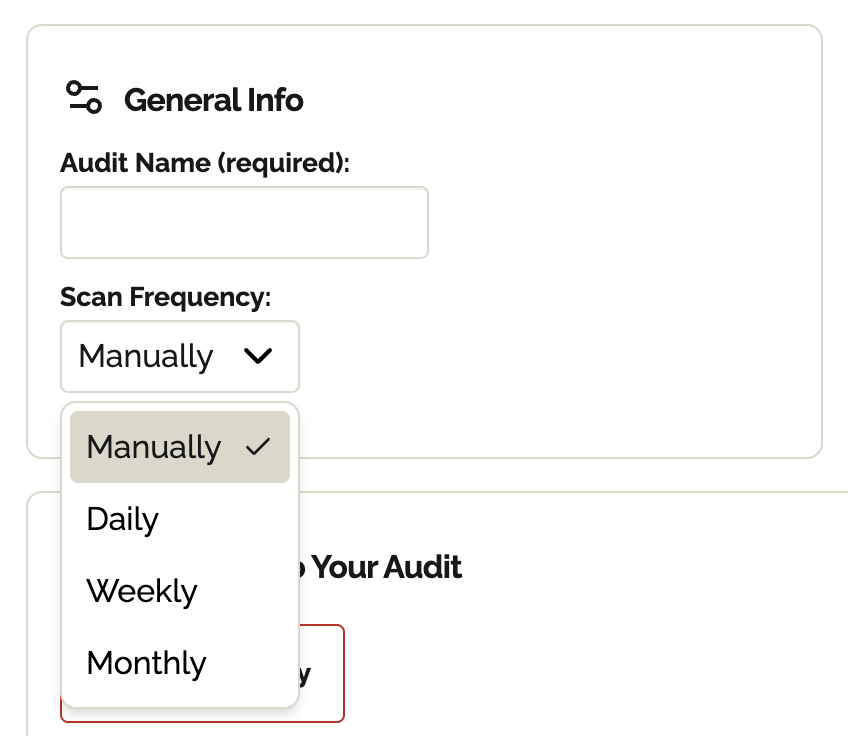 General Info
Audit Name (required):
Scan Frequency:
Manually
Manually
Daily
Weekly
Your Audit
Monthly